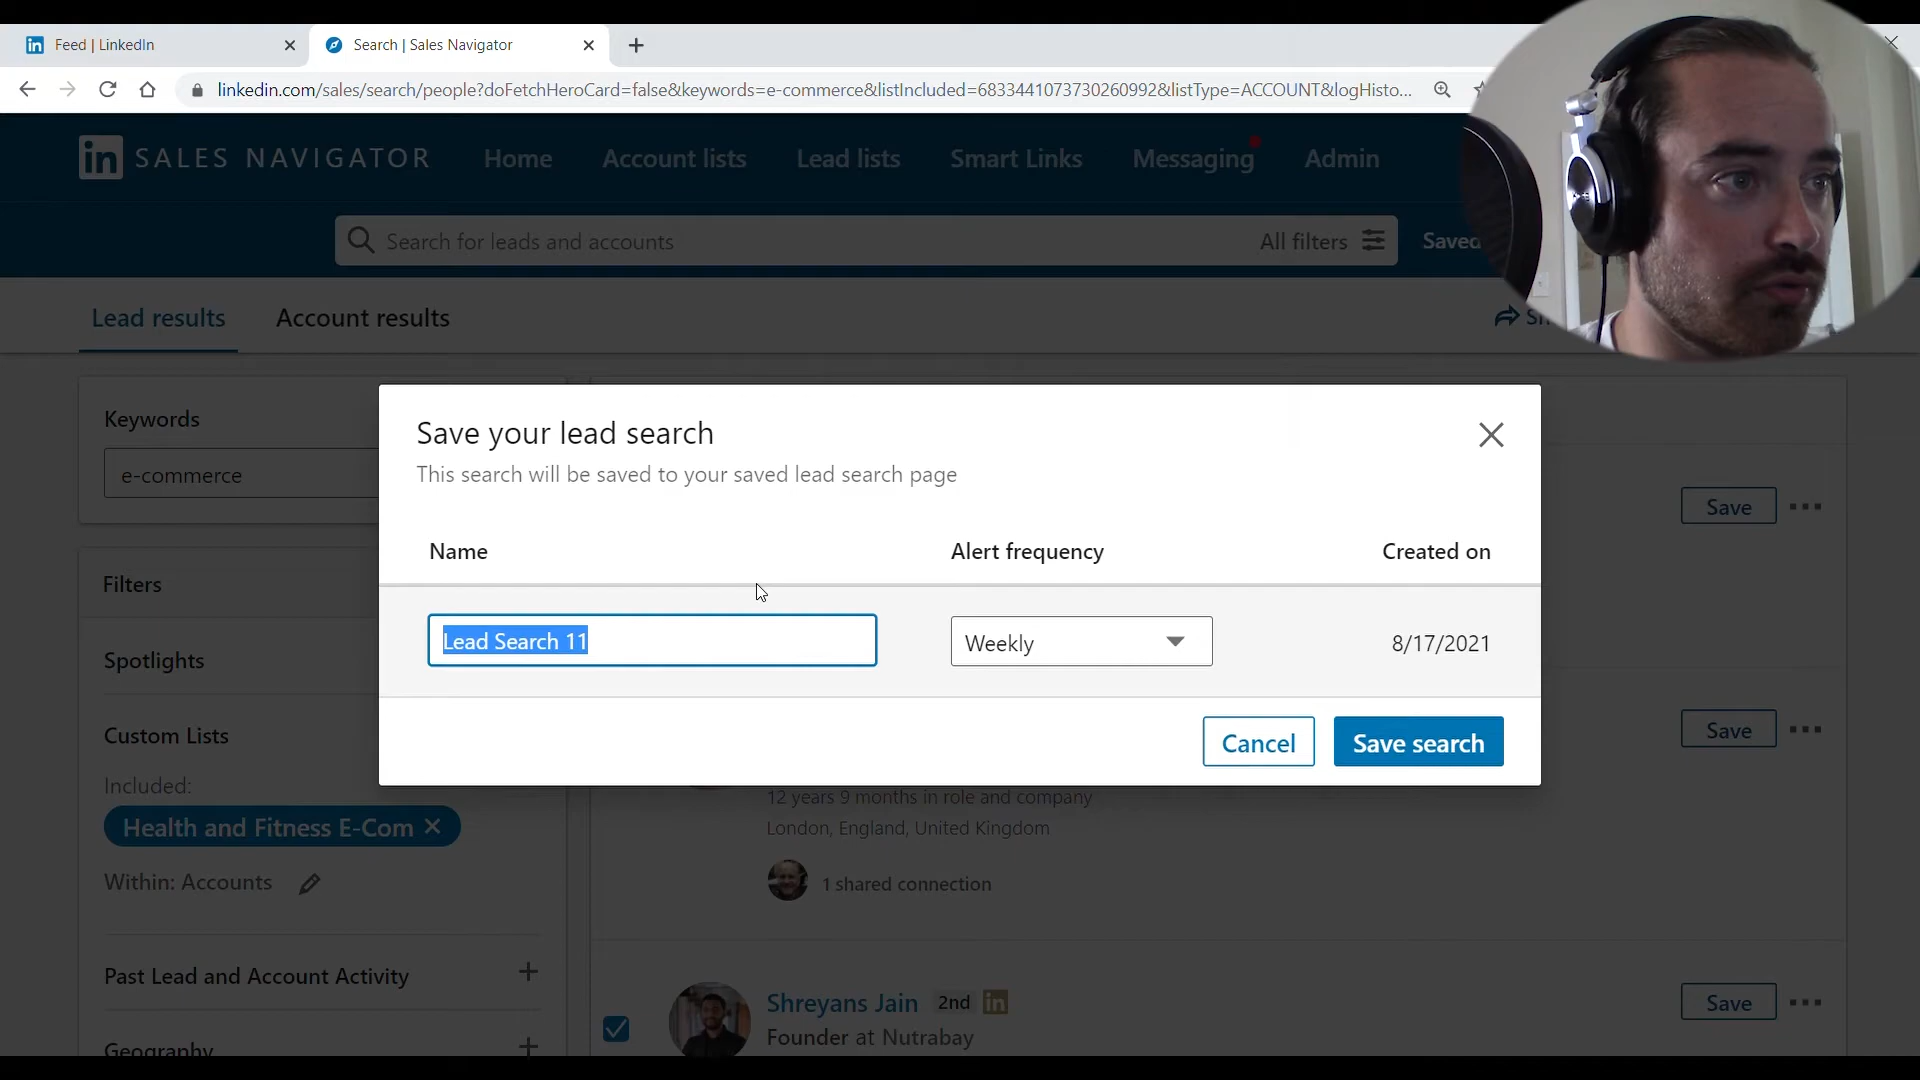 Feed | LinkedIn
Search | Sales Navigator
linkedin.com/sales/search/people?doFetchHeroCard=false&keywords=e-commerce&listIncluded=6833441073730260992&listType=ACCOUNT&logHisto...
in SALES NAVIGATOR
Home
Account lists
Lead lists
Smart Links
Messaging
Admin
Search for leads and accounts
All filters
Saved
Lead results
Account results
Keywords
e-commerce
Filters
Spotlights
Custom Lists
Included:
Health and Fitness E-Com
Within: Accounts
Past Lead and Account Activity
Geography
Save your lead search
This search will be saved to your saved lead search page
Name
Alert frequency
Created on
Lead Search 11
Weekly
8/17/2021
Cancel
Save search
Save
Save
12 years 9 months in role and company
London, England, United Kingdom
1 shared connection
Shreyans Jain 2nd in
Founder at Nutrabay
Save